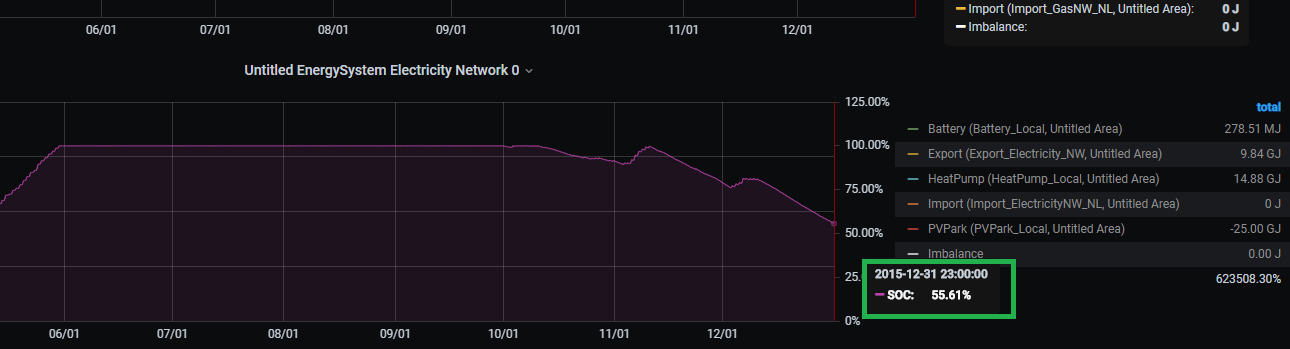 Import (Import_GasNW_NL, Untitled Area): 0 J
Imbalance: 0 J
06/01 07/01 08/01 09/01 10/01 11/01 12/01
Untitled EnergySystem Electricity Network 0
125.00%
100.00%
75.00%
50.00%
25.
0%
06/01 07/01 08/01 09/01 10/01 11/01 12/01
total
Battery (Battery_Local, Untitled Area) 278.51 MJ
Export (Export_Electricity_NW, Untitled Area) 9.84 GJ
HeatPump (HeatPump_Local, Untitled Area) 14.88 GJ
Import (Import_ElectricityNW_NL, Untitled Area) 0 J
PVPark (PVPark_Local, Untitled Area) -25.00 GJ
Imbalance 0.00 J
623508.30%
2015-12-31 23:00:00
SOC: 55.61%